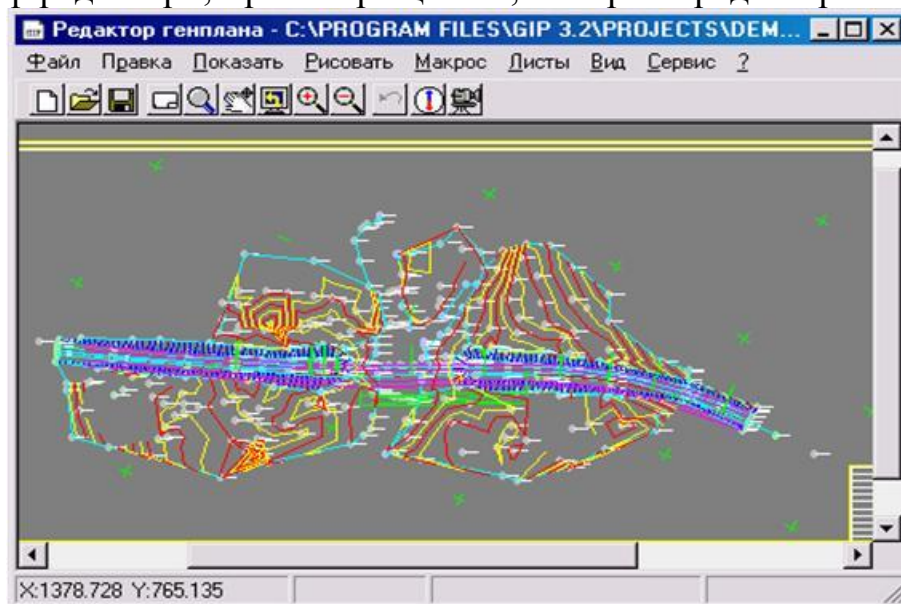 Редактор генплана - C:\PROGRAM FILES\GIP 3.2\PROJECTS\DEM...
Файл Правка Показать Рисовать Макрос Листы Вид Сервис ?
X:1378.728 Y:765.135